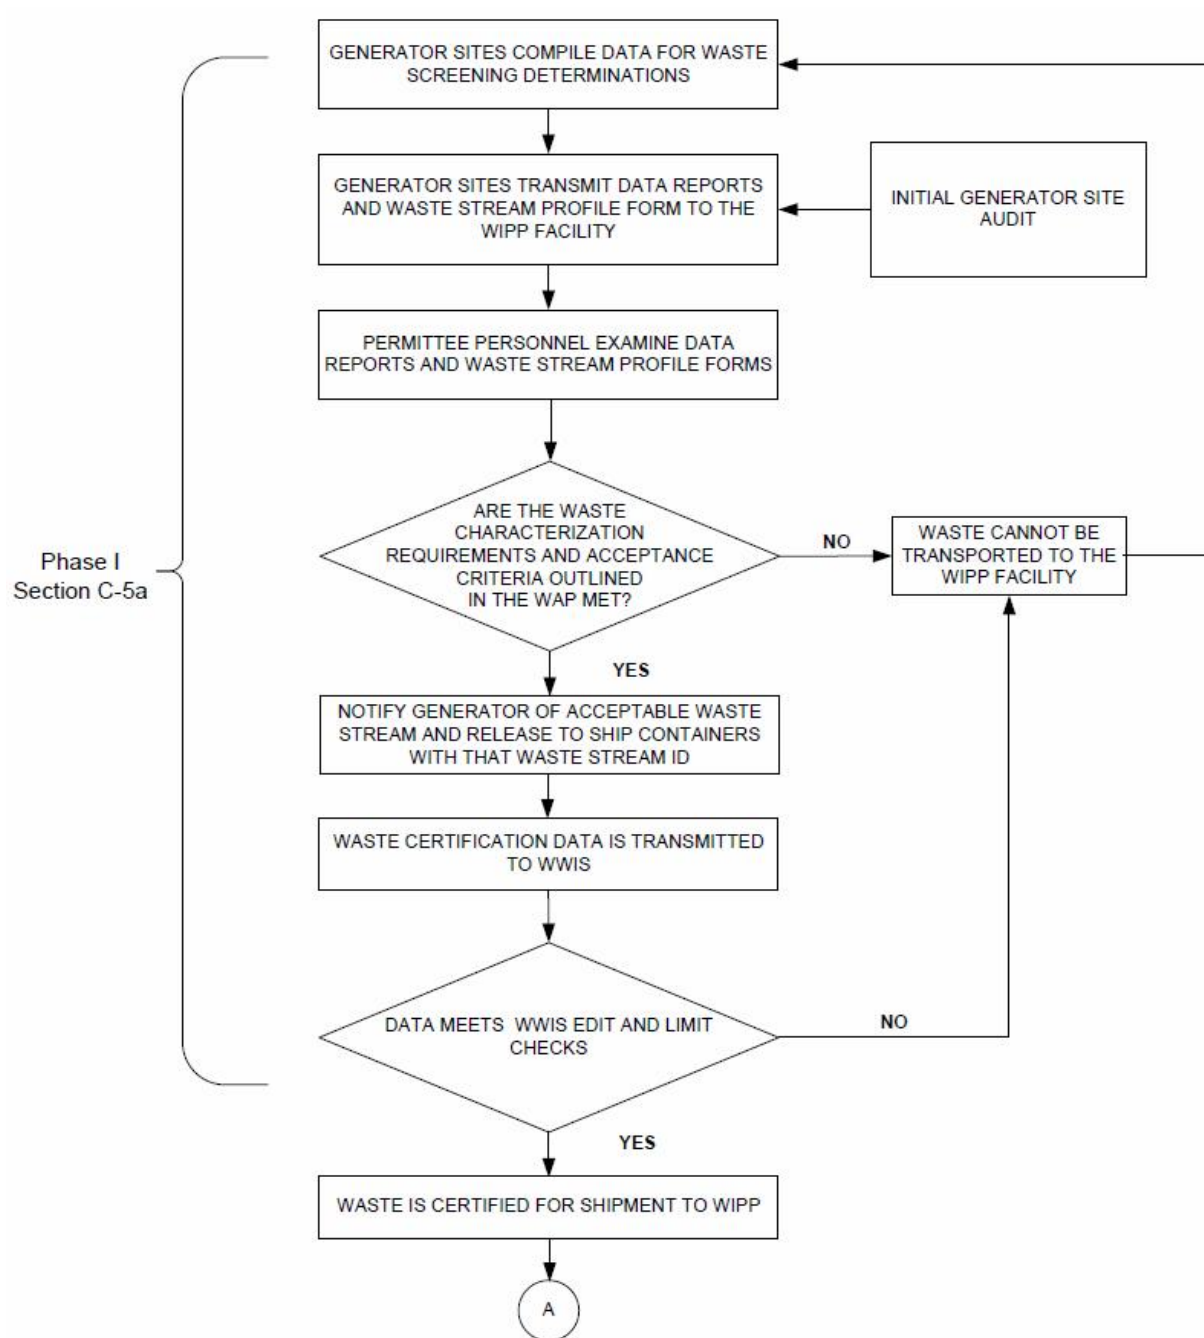 GENERATOR SITES COMPILE DATA FOR WASTE
SCREENING DETERMINATIONS
GENERATOR SITES TRANSMIT DATA REPORTS
AND WASTE STREAM PROFILE FORM TO THE
WIPP FACILITY
INITIAL GENERATOR SITE
AUDIT
PERMITTEE PERSONNEL EXAMINE DATA
REPORTS AND WASTE STREAM PROFILE FORMS
ARE THE WASTE
CHARACTERIZATION
REQUIREMENTS AND ACCEPTANCE
CRITERIA OUTLINED
IN THE WAP MET?
NO
WASTE CANNOT BE
TRANSPORTED TO THE
WIPP FACILITY
Phase I
Section C-5a
YES
NOTIFY GENERATOR OF ACCEPTABLE WASTE
STREAM AND RELEASE TO SHIP CONTAINERS
WITH THAT WASTE STREAM ID
WASTE CERTIFICATION DATA IS TRANSMITTED
TO WWIS
DATA MEETS WWIS EDIT AND LIMIT
CHECKS
NO
YES
WASTE IS CERTIFIED FOR SHIPMENT TO WIPP
A